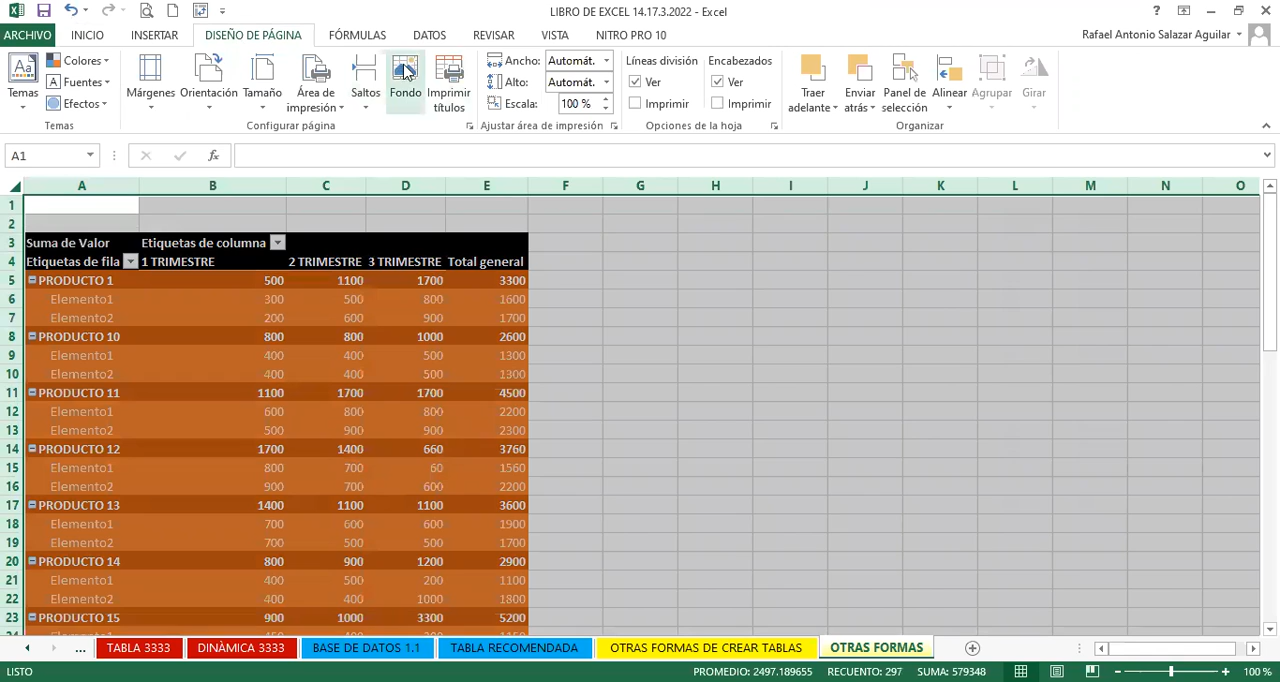 LIBRO DE EXCEL 14.17.3.2022 - Excel
ARCHIVO INICIO INSERTAR DISEÑO DE PÁGINA FÓRMULAS DATOS REVISAR VISTA NITRO PRO 10 Rafael Antonio Salazar Aguilar
Aa Temas Colores Fuentes Efectos
Temas
Márgenes Orientación Tamaño Área de impresión Saltos Fondo Imprimir títulos
Configurar página
Ancho: Automát.
Alto: Automát.
Escala: 100 %
Ajustar área de impresión
Líneas división Encabezados
Ver Ver
Imprimir Imprimir
Opciones de la hoja
Traer adelante Enviar atrás Panel de selección Alinear Agrupar Girar
Organizar
A1 fx
A B C D E F G H I J K L M N O
1
2
3 Suma de Valor Etiquetas de columna
4 Etiquetas de fila 1 TRIMESTRE 2 TRIMESTRE 3 TRIMESTRE Total general
5 PRODUCTO 1 500 1100 1700 3300
6 Elemento1 300 500 800 1600
7 Elemento2 200 600 900 1700
8 PRODUCTO 10 800 800 1000 2600
9 Elemento1 400 400 500 1300
10 Elemento2 400 400 500 1300
11 PRODUCTO 11 1100 1700 1700 4500
12 Elemento1 600 800 800 2200
13 Elemento2 500 900 900 2300
14 PRODUCTO 12 1700 1400 660 3760
15 Elemento1 800 700 60 1560
16 Elemento2 900 700 600 2200
17 PRODUCTO 13 1400 1100 1100 3600
18 Elemento1 700 600 600 1900
19 Elemento2 700 500 500 1700
20 PRODUCTO 14 800 900 1200 2900
21 Elemento1 400 500 200 1100
22 Elemento2 400 400 1000 1800
23 PRODUCTO 15 900 1000 3300 5200
... TABLA 3333 DINÀMICA 3333 BASE DE DATOS 1.1 TABLA RECOMENDADA OTRAS FORMAS DE CREAR TABLAS OTRAS FORMAS
LISTO PROMEDIO: 2497.189655 RECUENTO: 297 SUMA: 579348 100 %